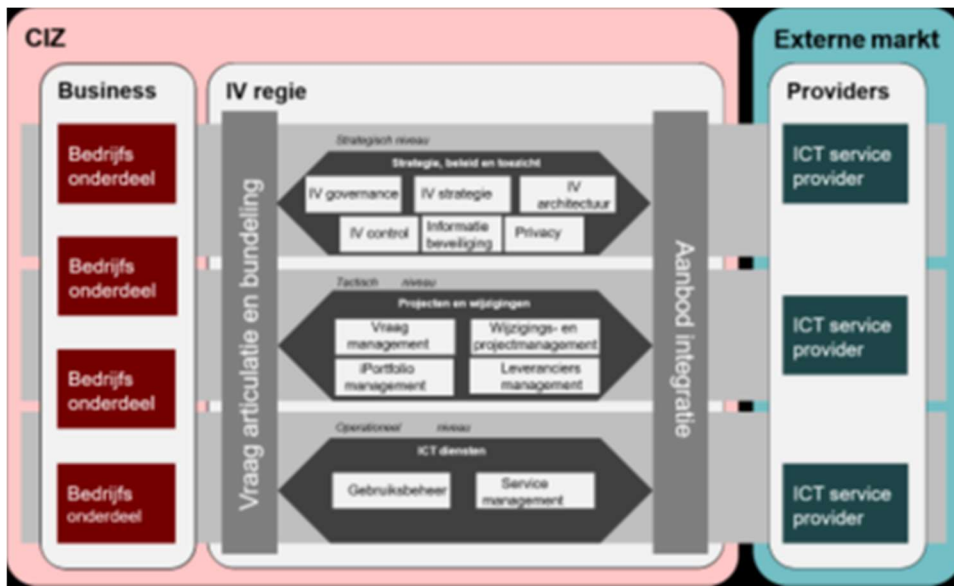 CIZ
Externe markt
Business
IV regie
Providers
Bedrijfs
onderdeel
Bedrijfs
onderdeel
Bedrijfs
onderdeel
Bedrijfs
onderdeel
Vraag articulatie en bundeling
Strategisch niveau
Strategie, beleid en toezicht
IV governance
IV strategie
IV
architectuur
IV control
Informatie
beveiliging
Privacy
Tactisch niveau
Projecten en wijzigingen
Vraag
management
Wijzigings- en
projectmanagement
iPortfolio
management
Leveranciers
management
Operationeel niveau
ICT diensten
Gebruiksbeheer
Service
management
Aanbod integratie
ICT service
provider
ICT service
provider
ICT service
provider